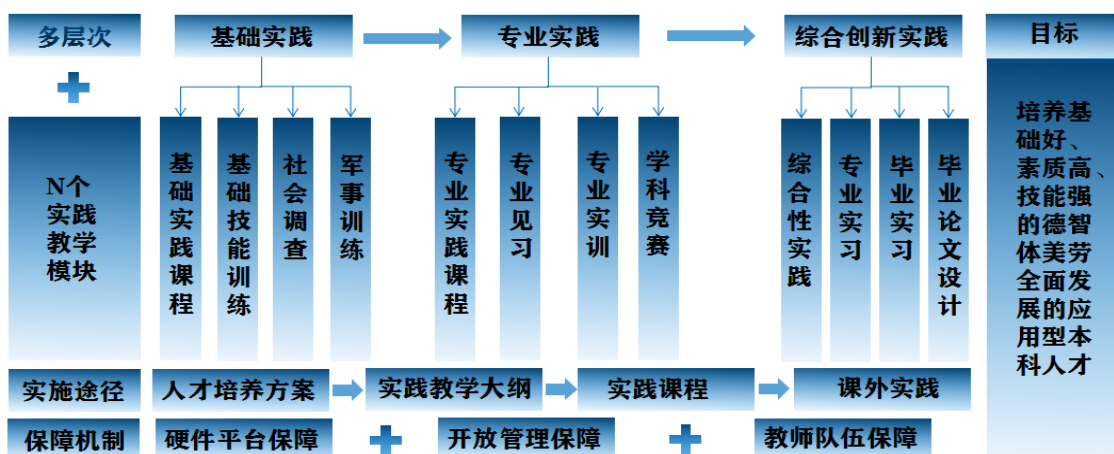 多层次
基础实践
专业实践
综合创新实践
目标
N个
实践
教学
模块
基础实践课程
基础技能训练
社会调查
军事训练
专业实践课程
专业见习
专业实训
学科竞赛
综合性实践
专业实习
毕业实习
毕业论文设计
培养基
础好、
素质高、
技能强
的德智
体美劳
全面发
展的应
用型本
科人才
实施途径
人才培养方案
实践教学大纲
实践课程
课外实践
保障机制
硬件平台保障
开放管理保障
教师队伍保障